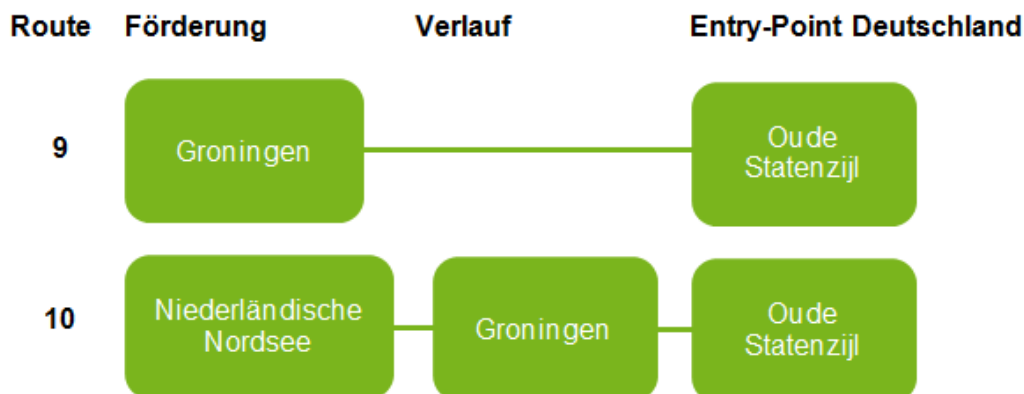 Route Förderung Verlauf Entry-Point Deutschland
9 Groningen Oude
Statenzijl
10 Niederländische
Nordsee Groningen Oude
Statenzijl